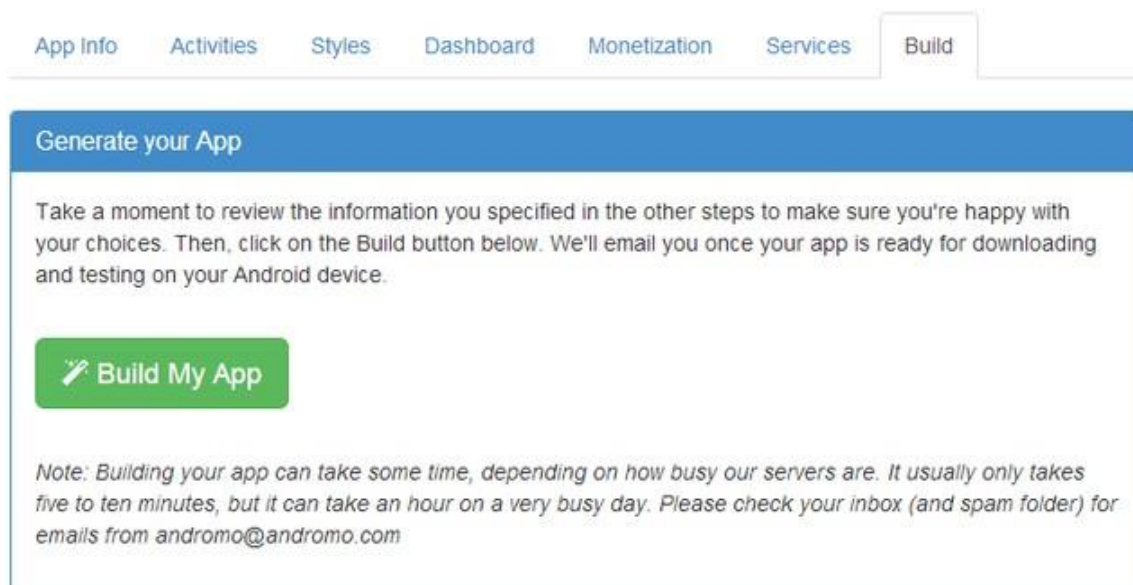 App Info Activities Styles Dashboard Monetization Services Build
Generate your App
Take a moment to review the information you specified in the other steps to make sure you're happy with
your choices. Then, click on the Build button below. We'll email you once your app is ready for downloading
and testing on your Android device.
Build My App
Note: Building your app can take some time, depending on how busy our servers are. It usually only takes
five to ten minutes, but it can take an hour on a very busy day. Please check your inbox (and spam folder) for
emails from andromo@andromo.com